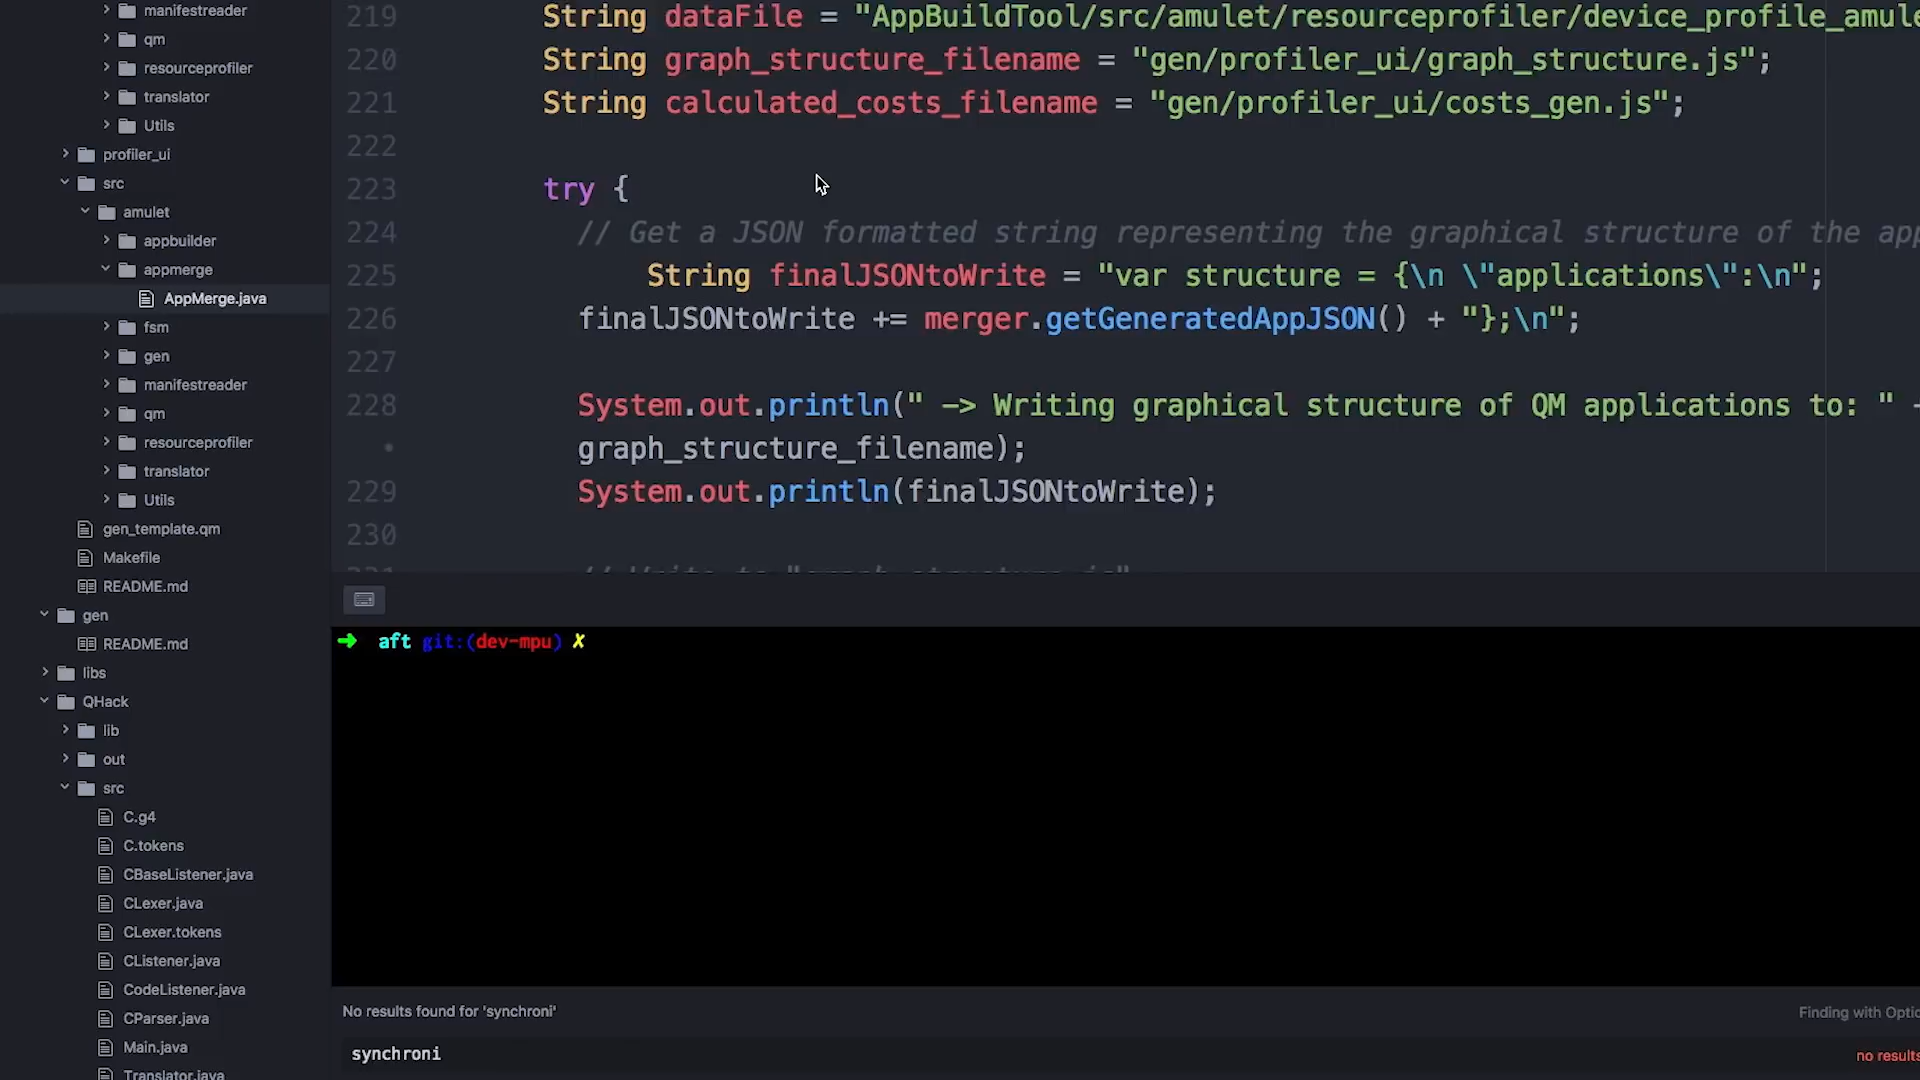 manifestreader
qm
resourceprofiler
translator
Utils
profiler_ui
src
amulet
appbuilder
appmerge
AppMerge.java
fsm
gen
manifestreader
qm
resourceprofiler
translator
Utils
gen_template.qm
Makefile
README.md
gen
README.md
libs
QHack
lib
out
src
C.g4
C.tokens
CBaseListener.java
CLexer.java
CLexer.tokens
CListener.java
CodeListener.java
CParser.java
Main.java
Translator.java
219 String dataFile = "AppBuildTool/src/amulet/resourceprofiler/device_profile_amule
220 String graph_structure_filename = "gen/profiler_ui/graph_structure.js";
221 String calculated_costs_filename = "gen/profiler_ui/costs_gen.js";
222
223 try {
224 // Get a JSON formatted string representing the graphical structure of the app
225 String finalJSONtoWrite = "var structure = {\n \"applications\":\n";
226 finalJSONtoWrite += merger.getGeneratedAppJSON() + "};\n";
227
228 System.out.println(" -> Writing graphical structure of QM applications to: "
• graph_structure_filename);
229 System.out.println(finalJSONtoWrite);
230
➜ aft git:(dev-mpu) ✗
No results found for 'synchroni'
Finding with Optio
synchroni
no results